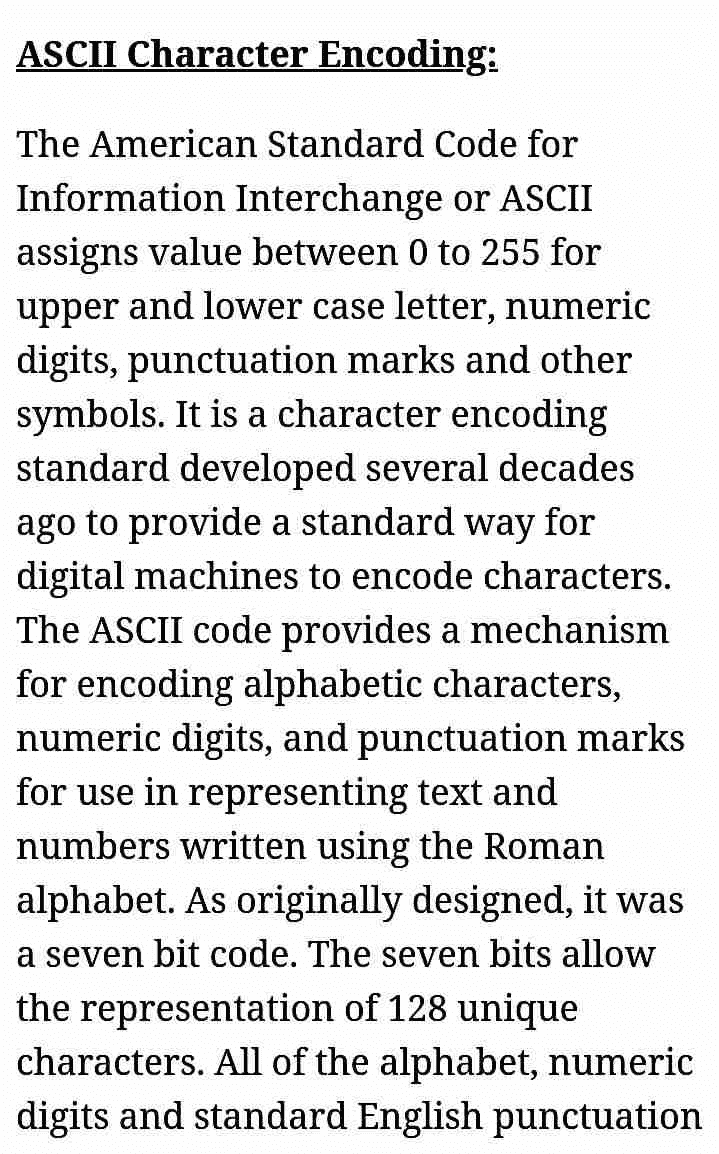 ASCII Character Encoding:
The American Standard Code for
Information Interchange or ASCII
assigns value between 0 to 255 for
upper and lower case letter, numeric
digits, punctuation marks and other
symbols. It is a character encoding
standard developed several decades
ago to provide a standard way for
digital machines to encode characters.
The ASCII code provides a mechanism
for encoding alphabetic characters,
numeric digits, and punctuation marks
for use in representing text and
numbers written using the Roman
alphabet. As originally designed, it was
a seven bit code. The seven bits allow
the representation of 128 unique
characters. All of the alphabet, numeric
digits and standard English punctuation